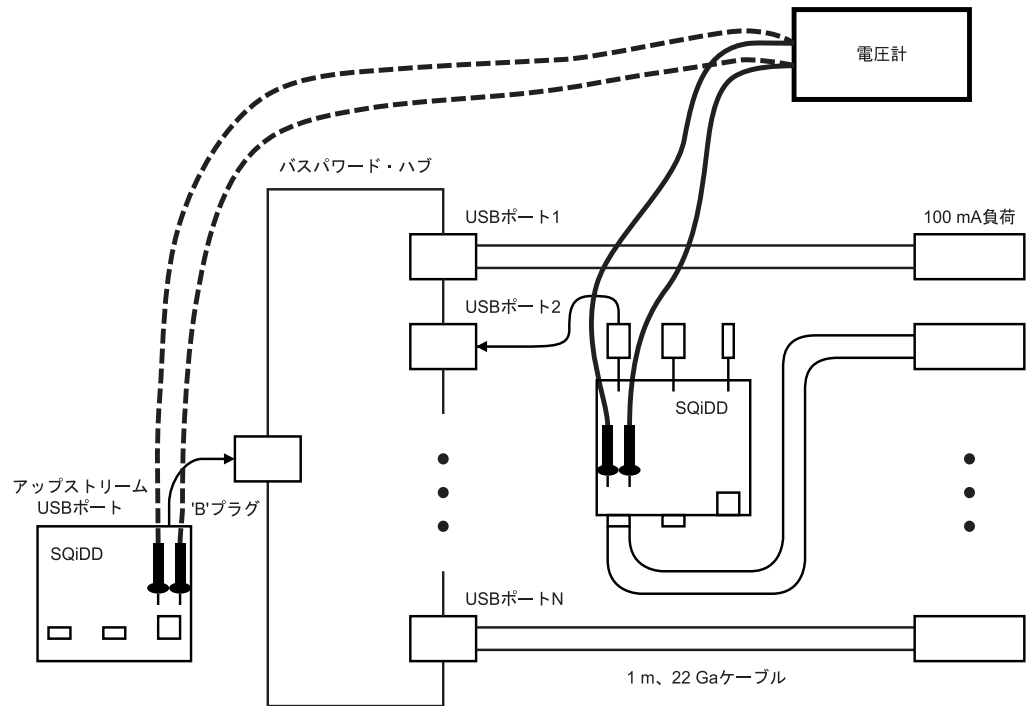 電圧計
バスパワード・ハブ
USBポート1
100 mA負荷
USBポート2
SQiDD
アップストリーム
USBポート
'B'プラグ
SQiDD
USBポートN
1 m、22 Gaケーブル